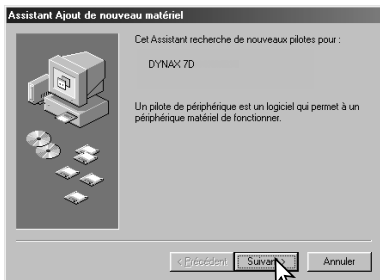 Assistant Ajout de nouveau matériel
Cet Assistant recherche de nouveaux pilotes pour :
DYNAX 7D
Un pilote de périphérique est un logiciel qui permet à un
périphérique matériel de fonctionner.
< Précédent
Suivant >
Annuler